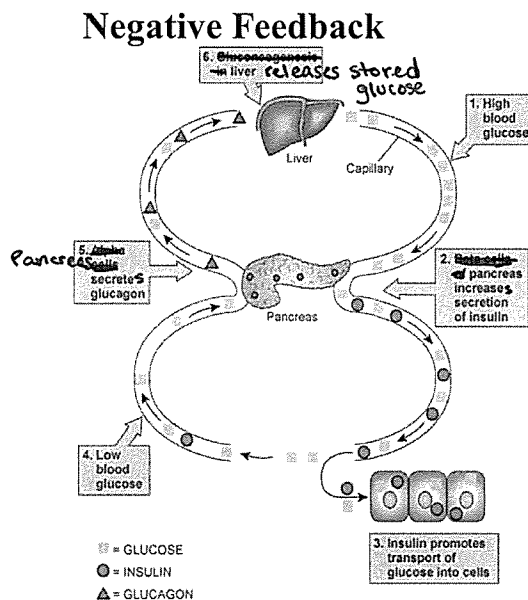 Negative Feedback
6. Gluconeogenesis
in liver releases stored
glucose
Liver
Capillary
1. High
blood
glucose
Pancreas
5. Alpha
cells
secretes
glucagon
Pancreas
2. Beta cells
of pancreas
increases
secretion
of insulin
4. Low
blood
glucose
3. Insulin promotes
transport of
glucose into cells
= GLUCOSE
= INSULIN
= GLUCAGON